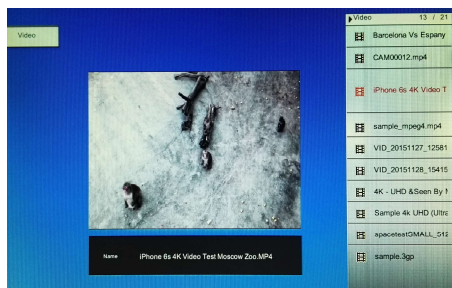 Video
Video 13 / 21
Barcelona Vs Espany
CAM00012.mp4
iPhone 6s 4K Video T
sample_mpeg4.mp4
VID_20151127_12581
VID_20151128_15415
4K - UHD &Seen By
Sample 4k UHD (Ultra
spacetestSMALL_512
sample.3gp
Name iPhone 6s 4K Video Test Moscow Zoo.MP4